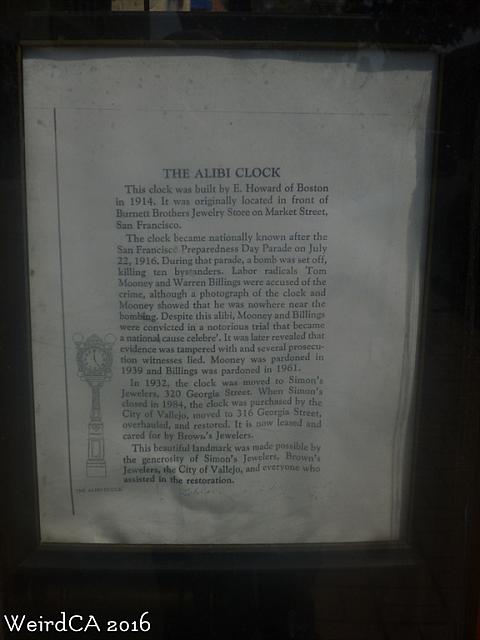 THE ALIBI CLOCK
This clock was built by E. Howard of Boston
in 1914. It was originally located in front of
Burnett Brothers Jewelry Store on Market Street,
San Francisco.
The clock became nationally known after the
San Francisco Preparedness Day Parade on July
22, 1916. During that parade, a bomb was set off,
killing ten bystanders. Labor radicals Tom
Mooney and Warren Billings were accused of the
crime, although a photograph of the clock and
Mooney showed that he was nowhere near the
bombing. Despite this alibi, Mooney and Billings
were convicted in a notorious trial that became
a national cause celebre'. It was later revealed that
evidence was tampered with and several prosecu-
tion witnesses lied. Mooney was pardoned in
1939 and Billings was pardoned in 1961.
In 1932, the clock was moved to Simon's
Jewelers, 320 Georgia Street. When Simon's
closed in 1984, the clock was purchased by the
City of Vallejo, moved to 316 Georgia Street,
overhauled, and restored. It is now leased and
cared for by Brown's Jewelers.
This beautiful landmark was made possible by
the generosity of Simon's Jewelers, Brown's
Jewelers, the City of Vallejo, and everyone who
assisted in the restoration.
THE ALIBI CLOCK
WeirdCA 2016